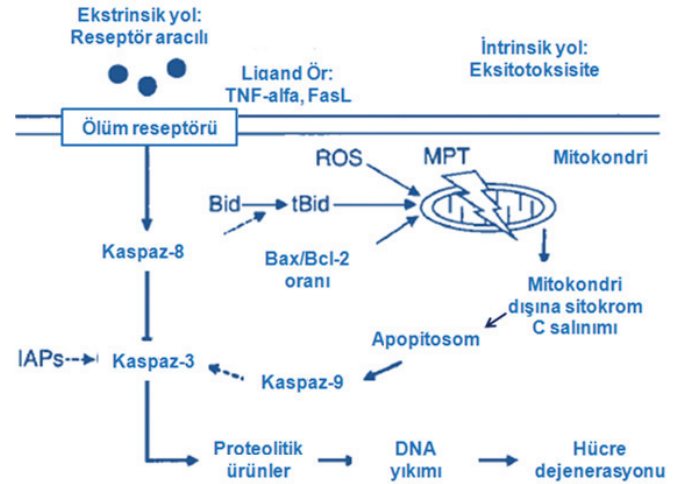 Ekstrinsik yol:
Reseptör aracılı
Ligand Ör:
TNF-alfa, FasL
İntrinsik yol:
Eksitotoksisite
Ölüm reseptörü
ROS
MPT
Mitokondri
Bid
tBid
Kaspaz-8
Bax/Bcl-2
oranı
Mitokondri
dışına sitokrom
C salınımı
Apopitosom
IAPs
Kaspaz-3
Kaspaz-9
Proteolitik
ürünler
DNA
yıkımı
Hücre
dejenerasyonu